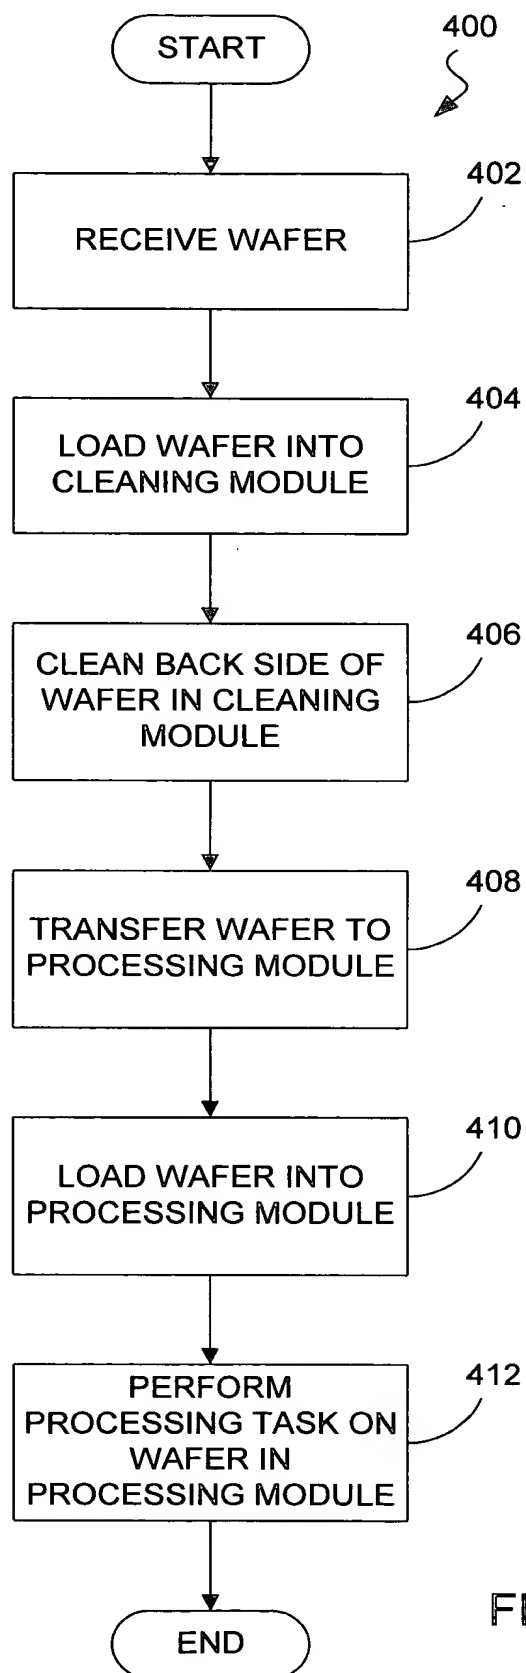 START
400
RECEIVE WAFER
402
LOAD WAFER INTO
CLEANING MODULE
404
CLEAN BACK SIDE OF
WAFER IN CLEANING
MODULE
406
TRANSFER WAFER TO
PROCESSING MODULE
408
LOAD WAFER INTO
PROCESSING MODULE
410
PERFORM
PROCESSING TASK ON
WAFER IN
PROCESSING MODULE
412
END